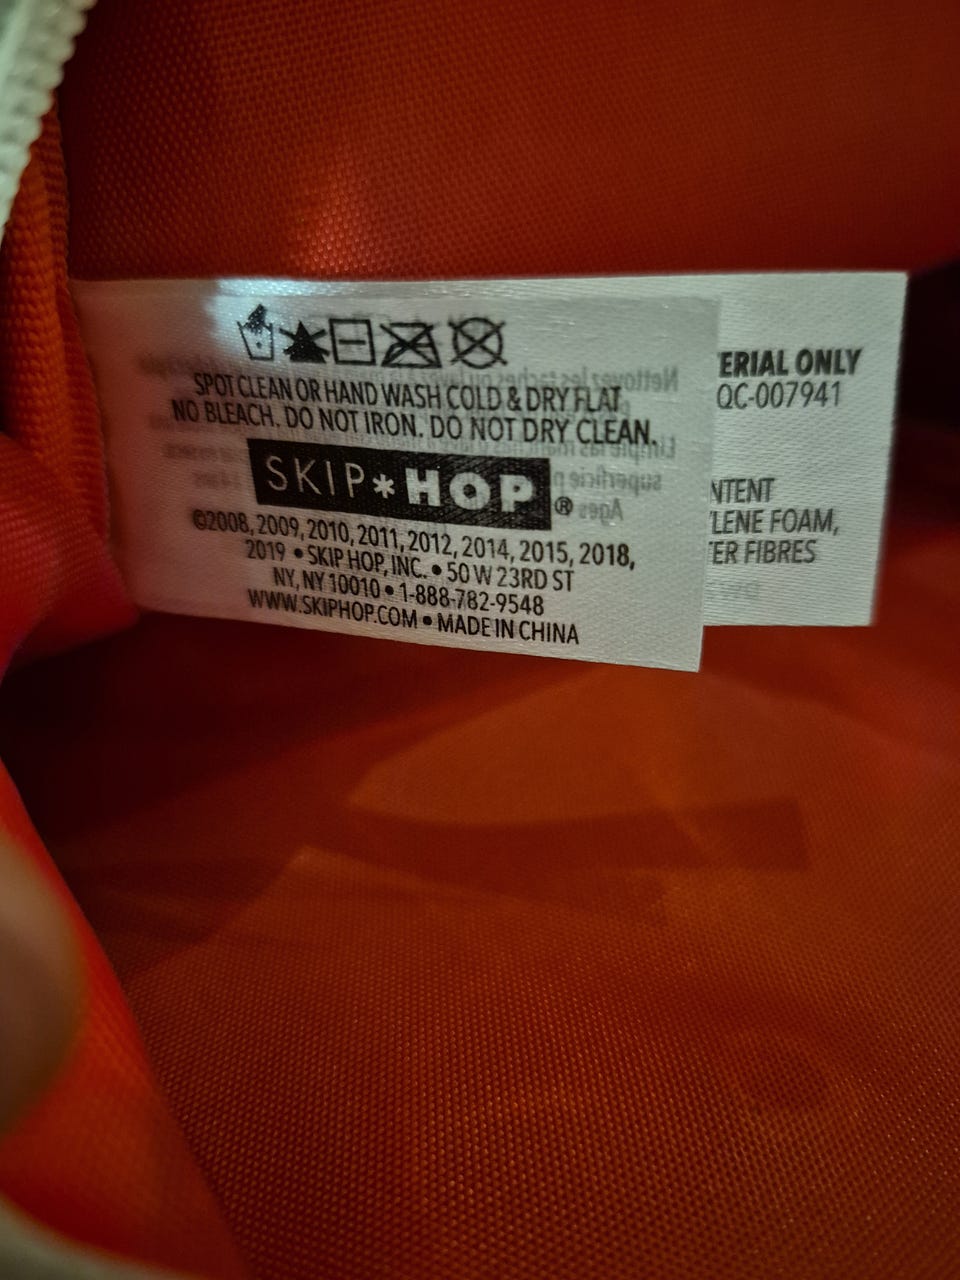 SPOT CLEAN OR HAND WASH COLD & DRY FLAT.
NO BLEACH. DO NOT IRON. DO NOT DRY CLEAN.
SKIP*HOP®
©2008, 2009, 2010, 2011, 2012, 2014, 2015, 2018,
2019 • SKIP HOP, INC. • 50 W 23RD ST
NY, NY 10010 • 1-888-782-9548
WWW.SKIPHOP.COM • MADE IN CHINA
ERIAL ONLY
QC-007941
NTENT
LENE FOAM,
ER FIBRES